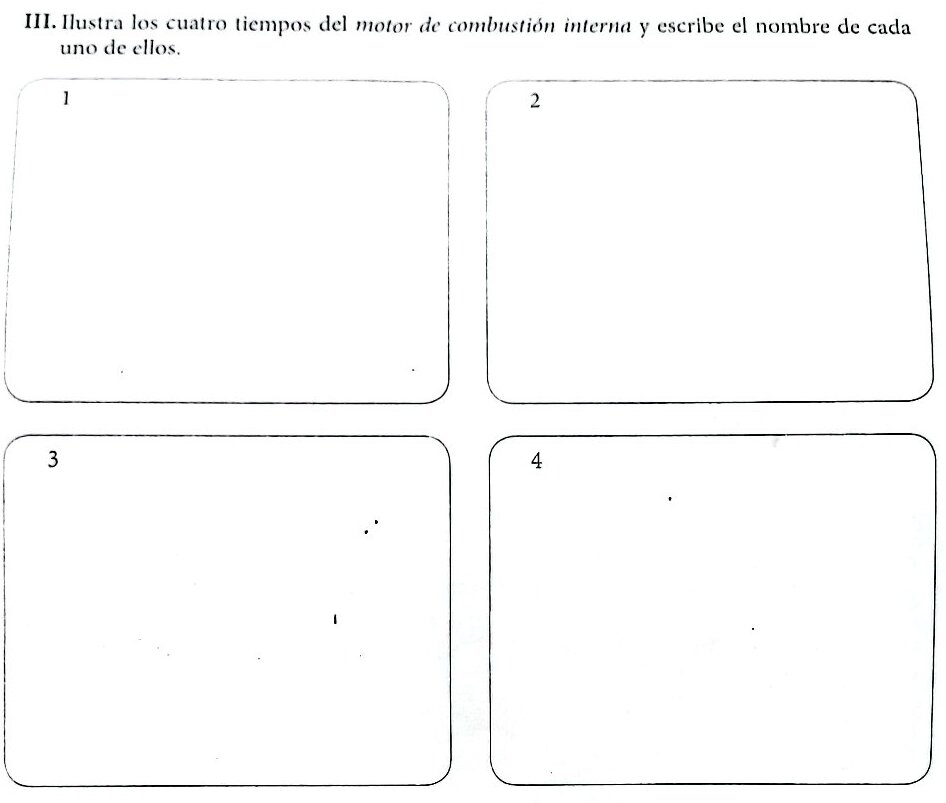 III. Ilustra los cuatro tiempos del motor de combustión interna y escribe el nombre de cada
uno de ellos.
1
2
3
4